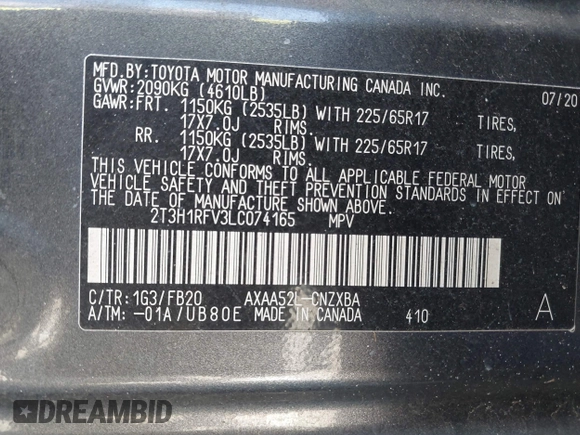 MFD.BY:TOYOTA MOTOR MANUFACTURING CANADA INC.
GVWR:2090KG (4610LB) 07/20
GAWR:FRT. 1150KG (2535LB) WITH 225/65R17 TIRES,
17X7.0J RIMS.
RR. 1150KG (2535LB) WITH 225/65R17 TIRES,
17X7.0J RIMS.
THIS VEHICLE CONFORMS TO ALL APPLICABLE FEDERAL MOTOR
VEHICLE SAFETY AND THEFT PREVENTION STANDARDS IN EFFECT ON
THE DATE OF MANUFACTURE SHOWN ABOVE.
2T3H1RFV3LC074165 MPV
C/TR:1G3/FB20 AXAA52L-CNZXBA A
A/TM:-01A/UB80E MADE IN CANADA 410
DREAMBID